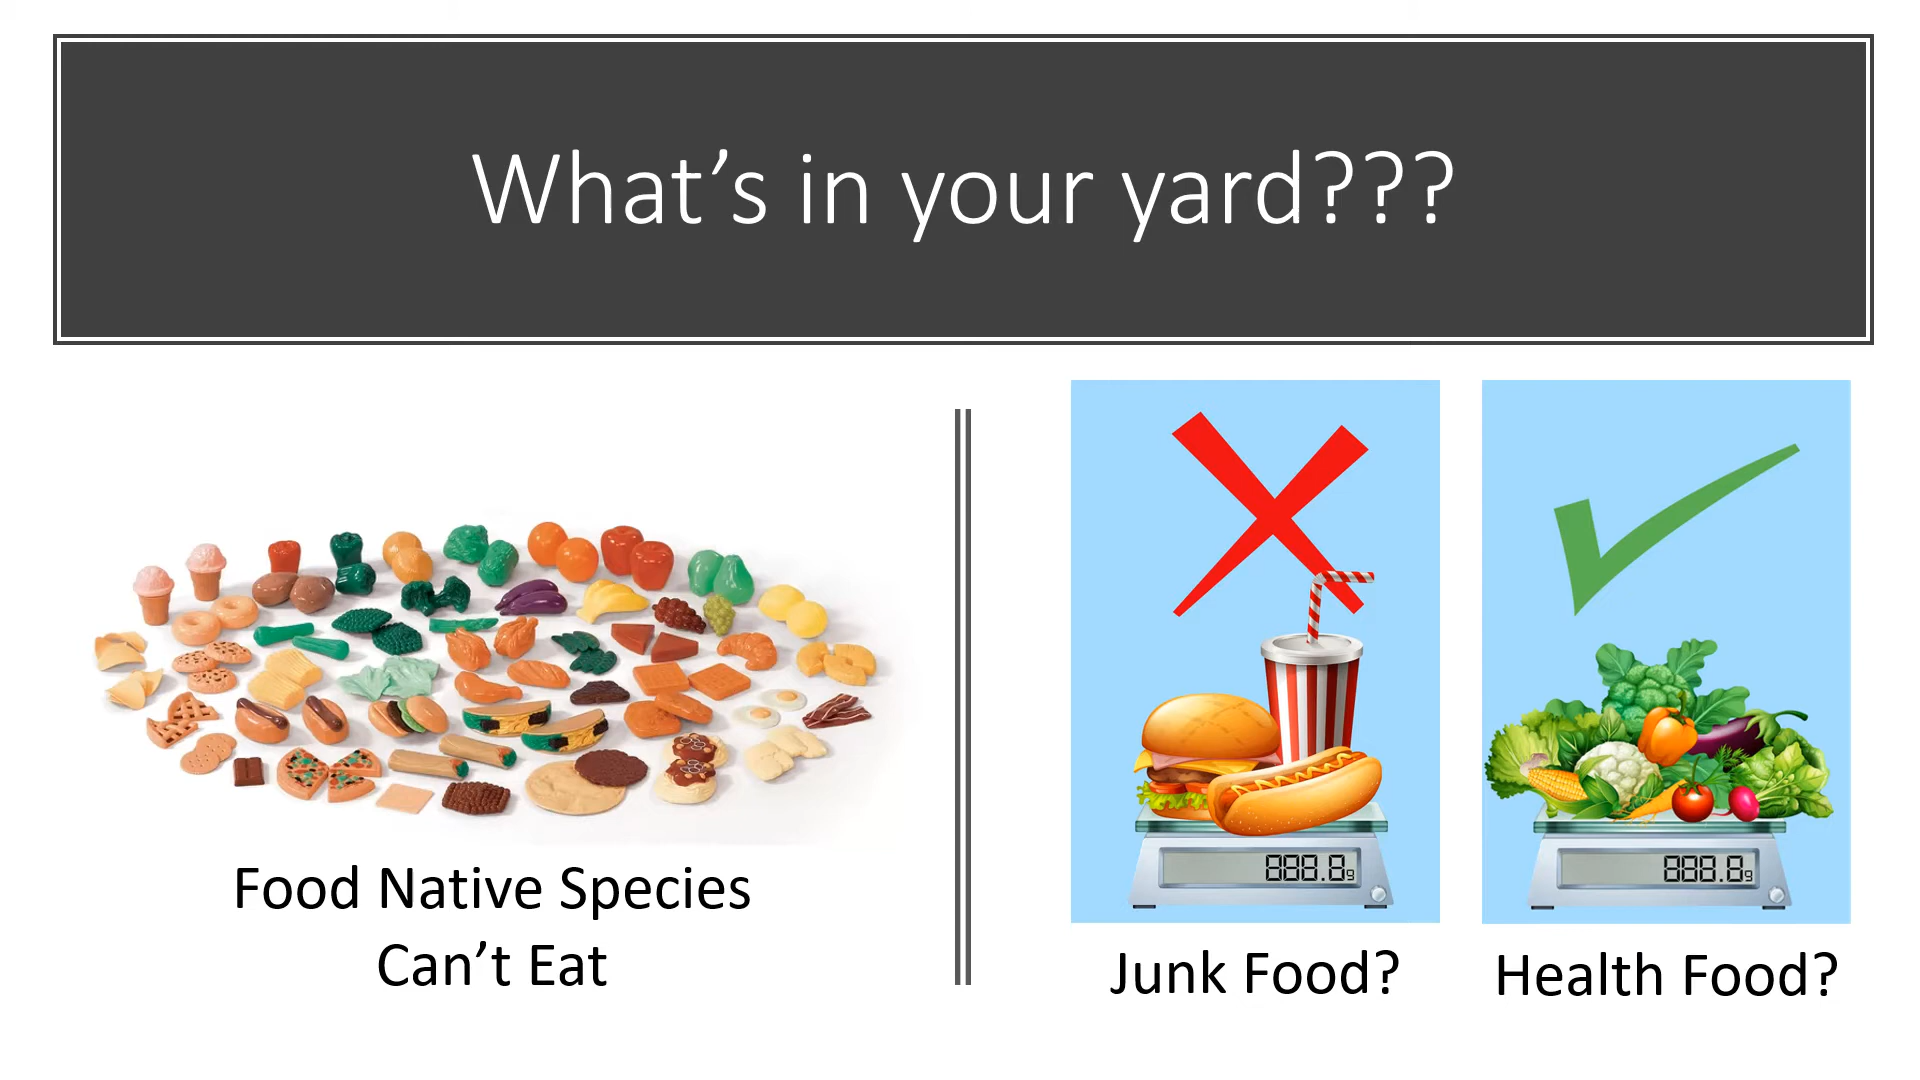 What’s in your yard???
Food Native Species
Can’t Eat
888.8g
Junk Food?
888.8g
Health Food?